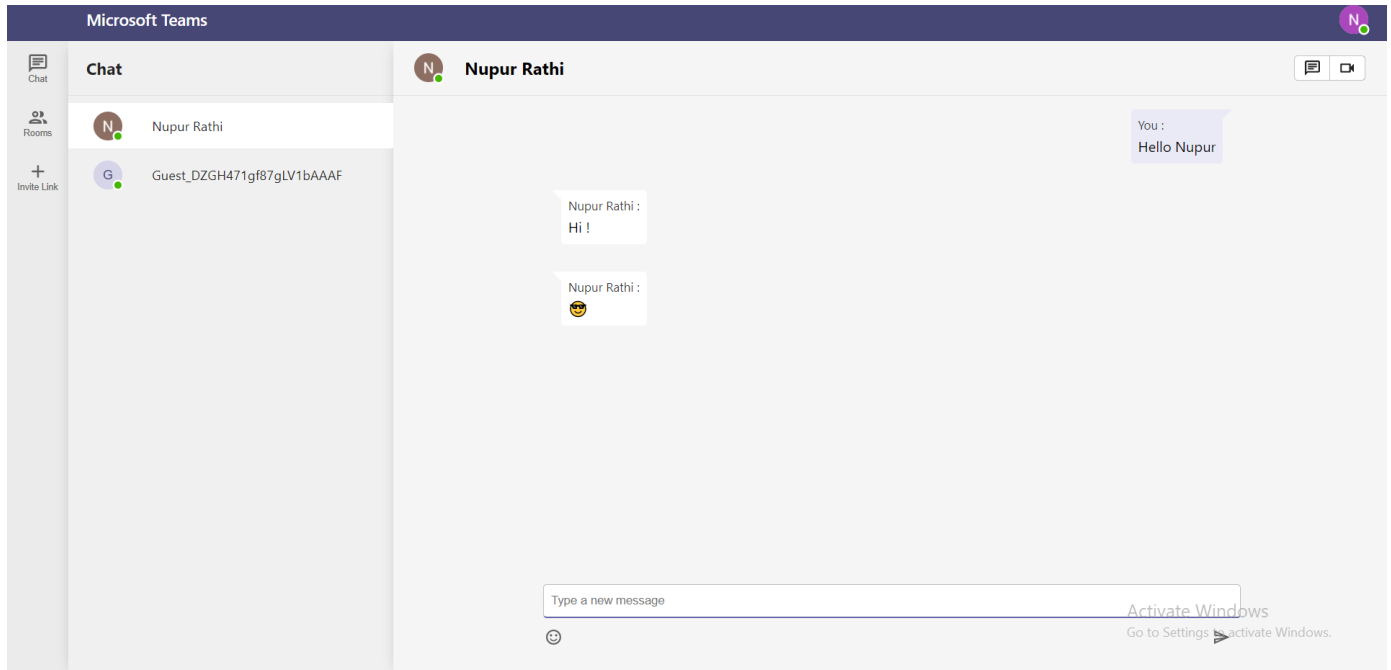 Microsoft Teams
N
Chat
Rooms
Invite Link
Chat
N Nupur Rathi
G Guest_DZGH471gf87gLV1bAAAF
N Nupur Rathi
You :
Hello Nupur
Nupur Rathi :
Hi !
Nupur Rathi :
😎
Type a new message
Activate Windows
Go to Settings to activate Windows.